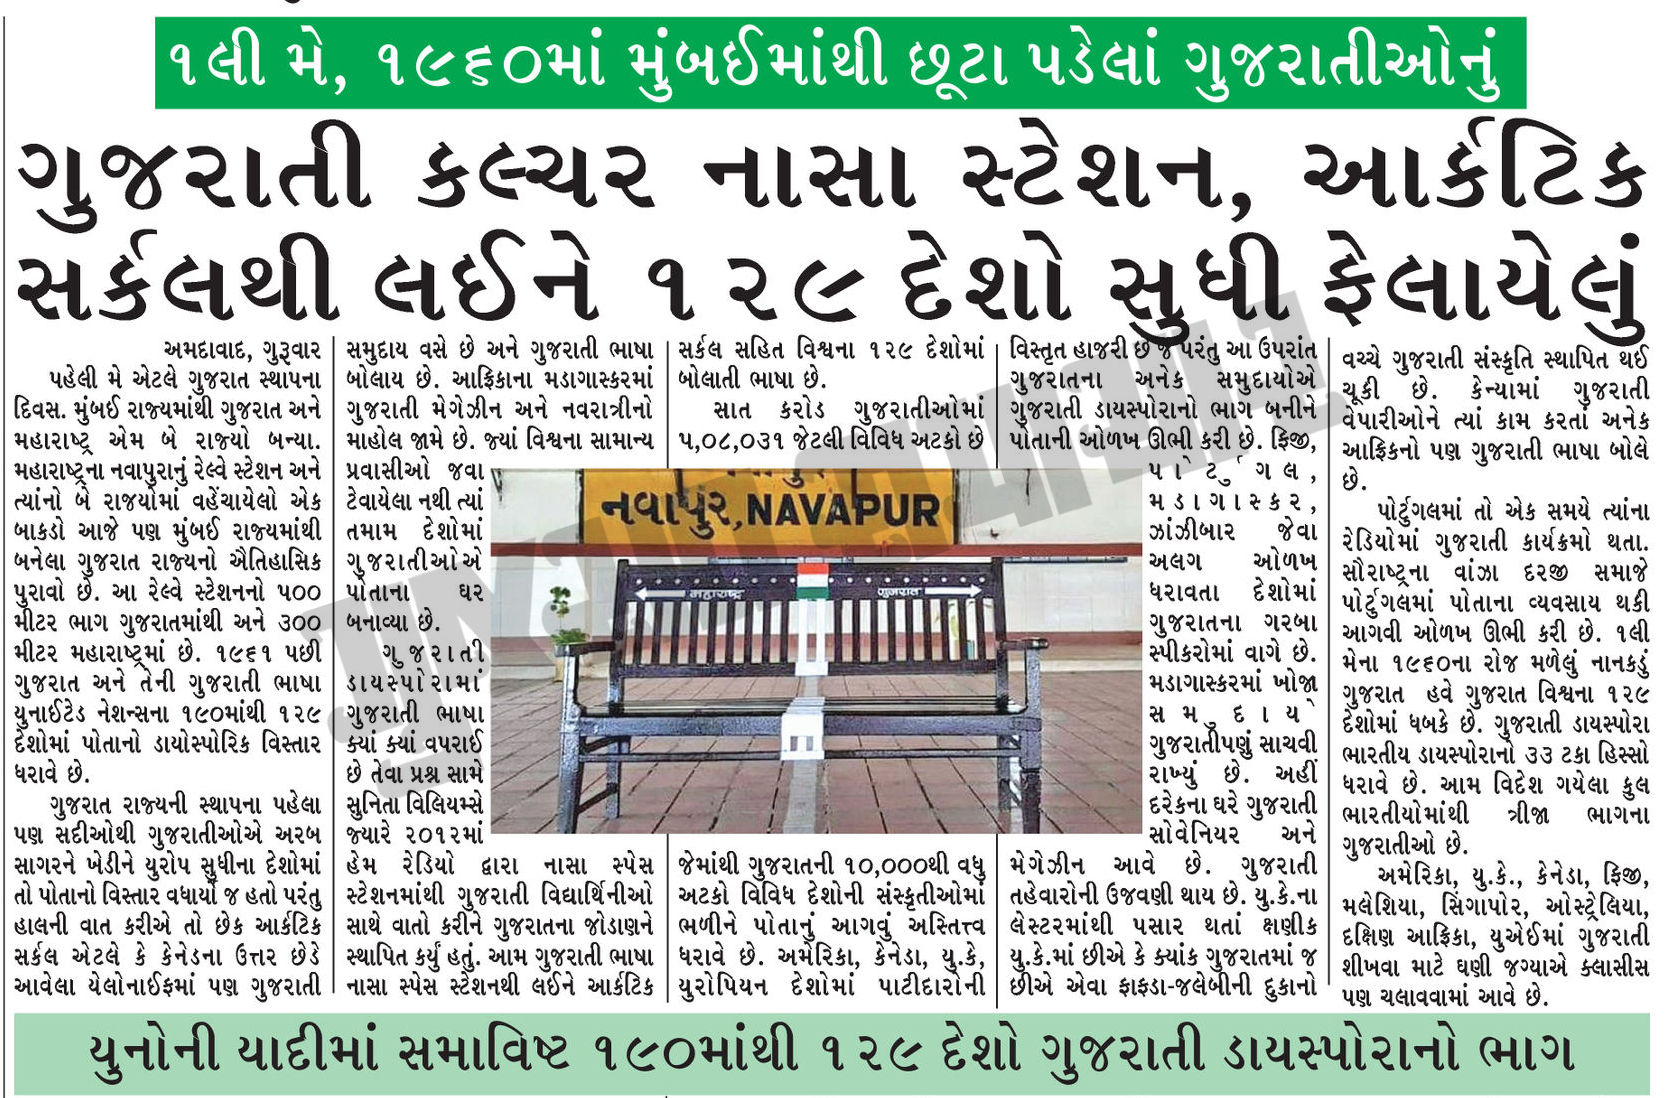 ૧લી મે, ૧૯૬૦માં મુંબઈમાંથી છૂટા પડેલાં ગુજરાતીઓનું
ગુજરાતી કલ્ચર નાસા સ્ટેશન, આર્કટિક
સર્કલથી લઈને ૧૨૯ દેશો સુધી ફેલાયેલું
અમદાવાદ, ગુરૂવાર
પહેલી મે એટલે ગુજરાત સ્થાપના
દિવસ. મુંબઈ રાજ્યમાંથી ગુજરાત અને
મહારાષ્ટ્ર એમ બે રાજ્યો બન્યા.
મહારાષ્ટ્રના નવાપુરાનું રેલ્વે સ્ટેશન અને
ત્યાંનો બે રાજયોમાં વહેંચાયેલો એક
બાકડો આજે પણ મુંબઈ રાજ્યમાંથી
બનેલા ગુજરાત રાજ્યનો ઐતિહાસિક
પુરાવો છે. આ રેલ્વે સ્ટેશનનો ૫૦૦
મીટર ભાગ ગુજરાતમાંથી અને ૩૦૦
મીટર મહારાષ્ટ્રમાં છે. ૧૯૬૧ પછી
ગુજરાત અને તેની ગુજરાતી ભાષા
યુનાઈટેડ નેશન્સના ૧૯૦માંથી ૧૨૯
દેશોમાં પોતાનો ડાયોસ્પોરિક વિસ્તાર
ધરાવે છે.
ગુજરાત રાજ્યની સ્થાપના પહેલા
પણ સદીઓથી ગુજરાતીઓએ અરબ
સાગરને ખેડીને યુરોપ સુધીના દેશોમાં
તો પોતાનો વિસ્તાર વધાર્યો જ હતો પરંતુ
હાલની વાત કરીએ તો છેક આર્કટિક
સર્કલ એટલે કે કેનેડના ઉત્તર છેડે
આવેલા યેલોનાઈફમાં પણ ગુજરાતી
સમુદાય વસે છે અને ગુજરાતી ભાષા
બોલાય છે. આફ્રિકાના મડાગાસ્કરમાં
ગુજરાતી મેગેઝીન અને નવરાત્રીનો
માહોલ જામે છે. જ્યાં વિશ્વના સામાન્ય
પ્રવાસીઓ જવા
ટેવાયેલા નથી ત્યાં
તમામ દેશોમાં
ગુજરાતીઓએ
પોતાના ઘર
બનાવ્યા છે.
ગુજરાતી
ડાયસ્પોરામાં
ગુજરાતી ભાષા
ક્યાં ક્યાં વપરાઈ
છે તેવા પ્રશ્ન સામે
સુનિતા વિલિયમ્સે
જ્યારે ૨૦૧૨માં
હેમ રેડિયો દ્વારા નાસા સ્પેસ
સ્ટેશનમાંથી ગુજરાતી વિદ્યાર્થિનીઓ
સાથે વાતો કરીને ગુજરાતના જોડાણને
સ્થાપિત કર્યું હતું. આમ ગુજરાતી ભાષા
નાસા સ્પેસ સ્ટેશનથી લઈને આર્કટિક
સર્કલ સહિત વિશ્વના ૧૨૯ દેશોમાં
બોલાતી ભાષા છે.
સાત કરોડ ગુજરાતીઓમાં
૫,૦૮,૦૩૧ જેટલી વિવિધ અટકો છે
નવાપુર, NAVAPUR
महाराष्ट्र ગુજરાત
જેમાંથી ગુજરાતની ૧૦,૦૦૦થી વધુ
અટકો વિવિધ દેશોની સંસ્કૃતીઓમાં
ભળીને પોતાનું આગવું અસ્તિત્ત્વ
ધરાવે છે. અમેરિકા, કેનેડા, યુ.કે,
યુરોપિયન દેશોમાં પાટીદારોની
વિસ્તૃત હાજરી છે જ પરંતુ આ ઉપરાંત
ગુજરાતના અનેક સમુદાયોએ
ગુજરાતી ડાયસ્પોરાનો ભાગ બનીને
પોતાની ઓળખ ઊભી કરી છે. ફિજી,
પોર્ટુગલ,
મડાગાસ્કર,
ઝાંઝીબાર જેવા
અલગ ઓળખ
ધરાવતા દેશોમાં
ગુજરાતના ગરબા
સ્પીકરોમાં વાગે છે.
મડાગાસ્કરમાં ખોજા
સમુદાયે
ગુજરાતીપણું સાચવી
રાખ્યું છે. અહીં
દરેકના ઘરે ગુજરાતી
સોવેનિયર અને
મેગેઝીન આવે છે. ગુજરાતી
તહેવારોની ઉજવણી થાય છે. યુ.કે.ના
લેસ્ટરમાંથી પસાર થતાં ક્ષણીક
યુ.કે.માં છીએ કે ક્યાંક ગુજરાતમાં જ
છીએ એવા ફાફડા-જલેબીની દુકાનો
વચ્ચે ગુજરાતી સંસ્કૃતિ સ્થાપિત થઈ
ચૂકી છે. કેન્યામાં ગુજરાતી
વેપારીઓને ત્યાં કામ કરતાં અનેક
આફ્રિકનો પણ ગુજરાતી ભાષા બોલે
છે.
પોર્ટુગલમાં તો એક સમયે ત્યાંના
રેડિયોમાં ગુજરાતી કાર્યક્રમો થતા.
સૌરાષ્ટ્રના વાંઝા દરજી સમાજે
પોર્ટુગલમાં પોતાના વ્યવસાય થકી
આગવી ઓળખ ઊભી કરી છે. ૧લી
મેના ૧૯૬૦ના રોજ મળેલું નાનકડું
ગુજરાત હવે ગુજરાત વિશ્વના ૧૨૯
દેશોમાં ધબકે છે. ગુજરાતી ડાયસ્પોરા
ભારતીય ડાયસ્પોરાનો ૩૩ ટકા હિસ્સો
ધરાવે છે. આમ વિદેશ ગયેલા કુલ
ભારતીયોમાંથી ત્રીજા ભાગના
ગુજરાતીઓ છે.
અમેરિકા, યુ.કે., કેનેડા, ફિજી,
મલેશિયા, સિંગાપોર, ઓસ્ટ્રેલિયા,
દક્ષિણ આફ્રિકા, યુએઈમાં ગુજરાતી
શીખવા માટે ઘણી જગ્યાએ ક્લાસીસ
પણ ચલાવવામાં આવે છે.
યુનોની યાદીમાં સમાવિષ્ટ ૧૯૦માંથી ૧૨૯ દેશો ગુજરાતી ડાયસ્પોરાનો ભાગ